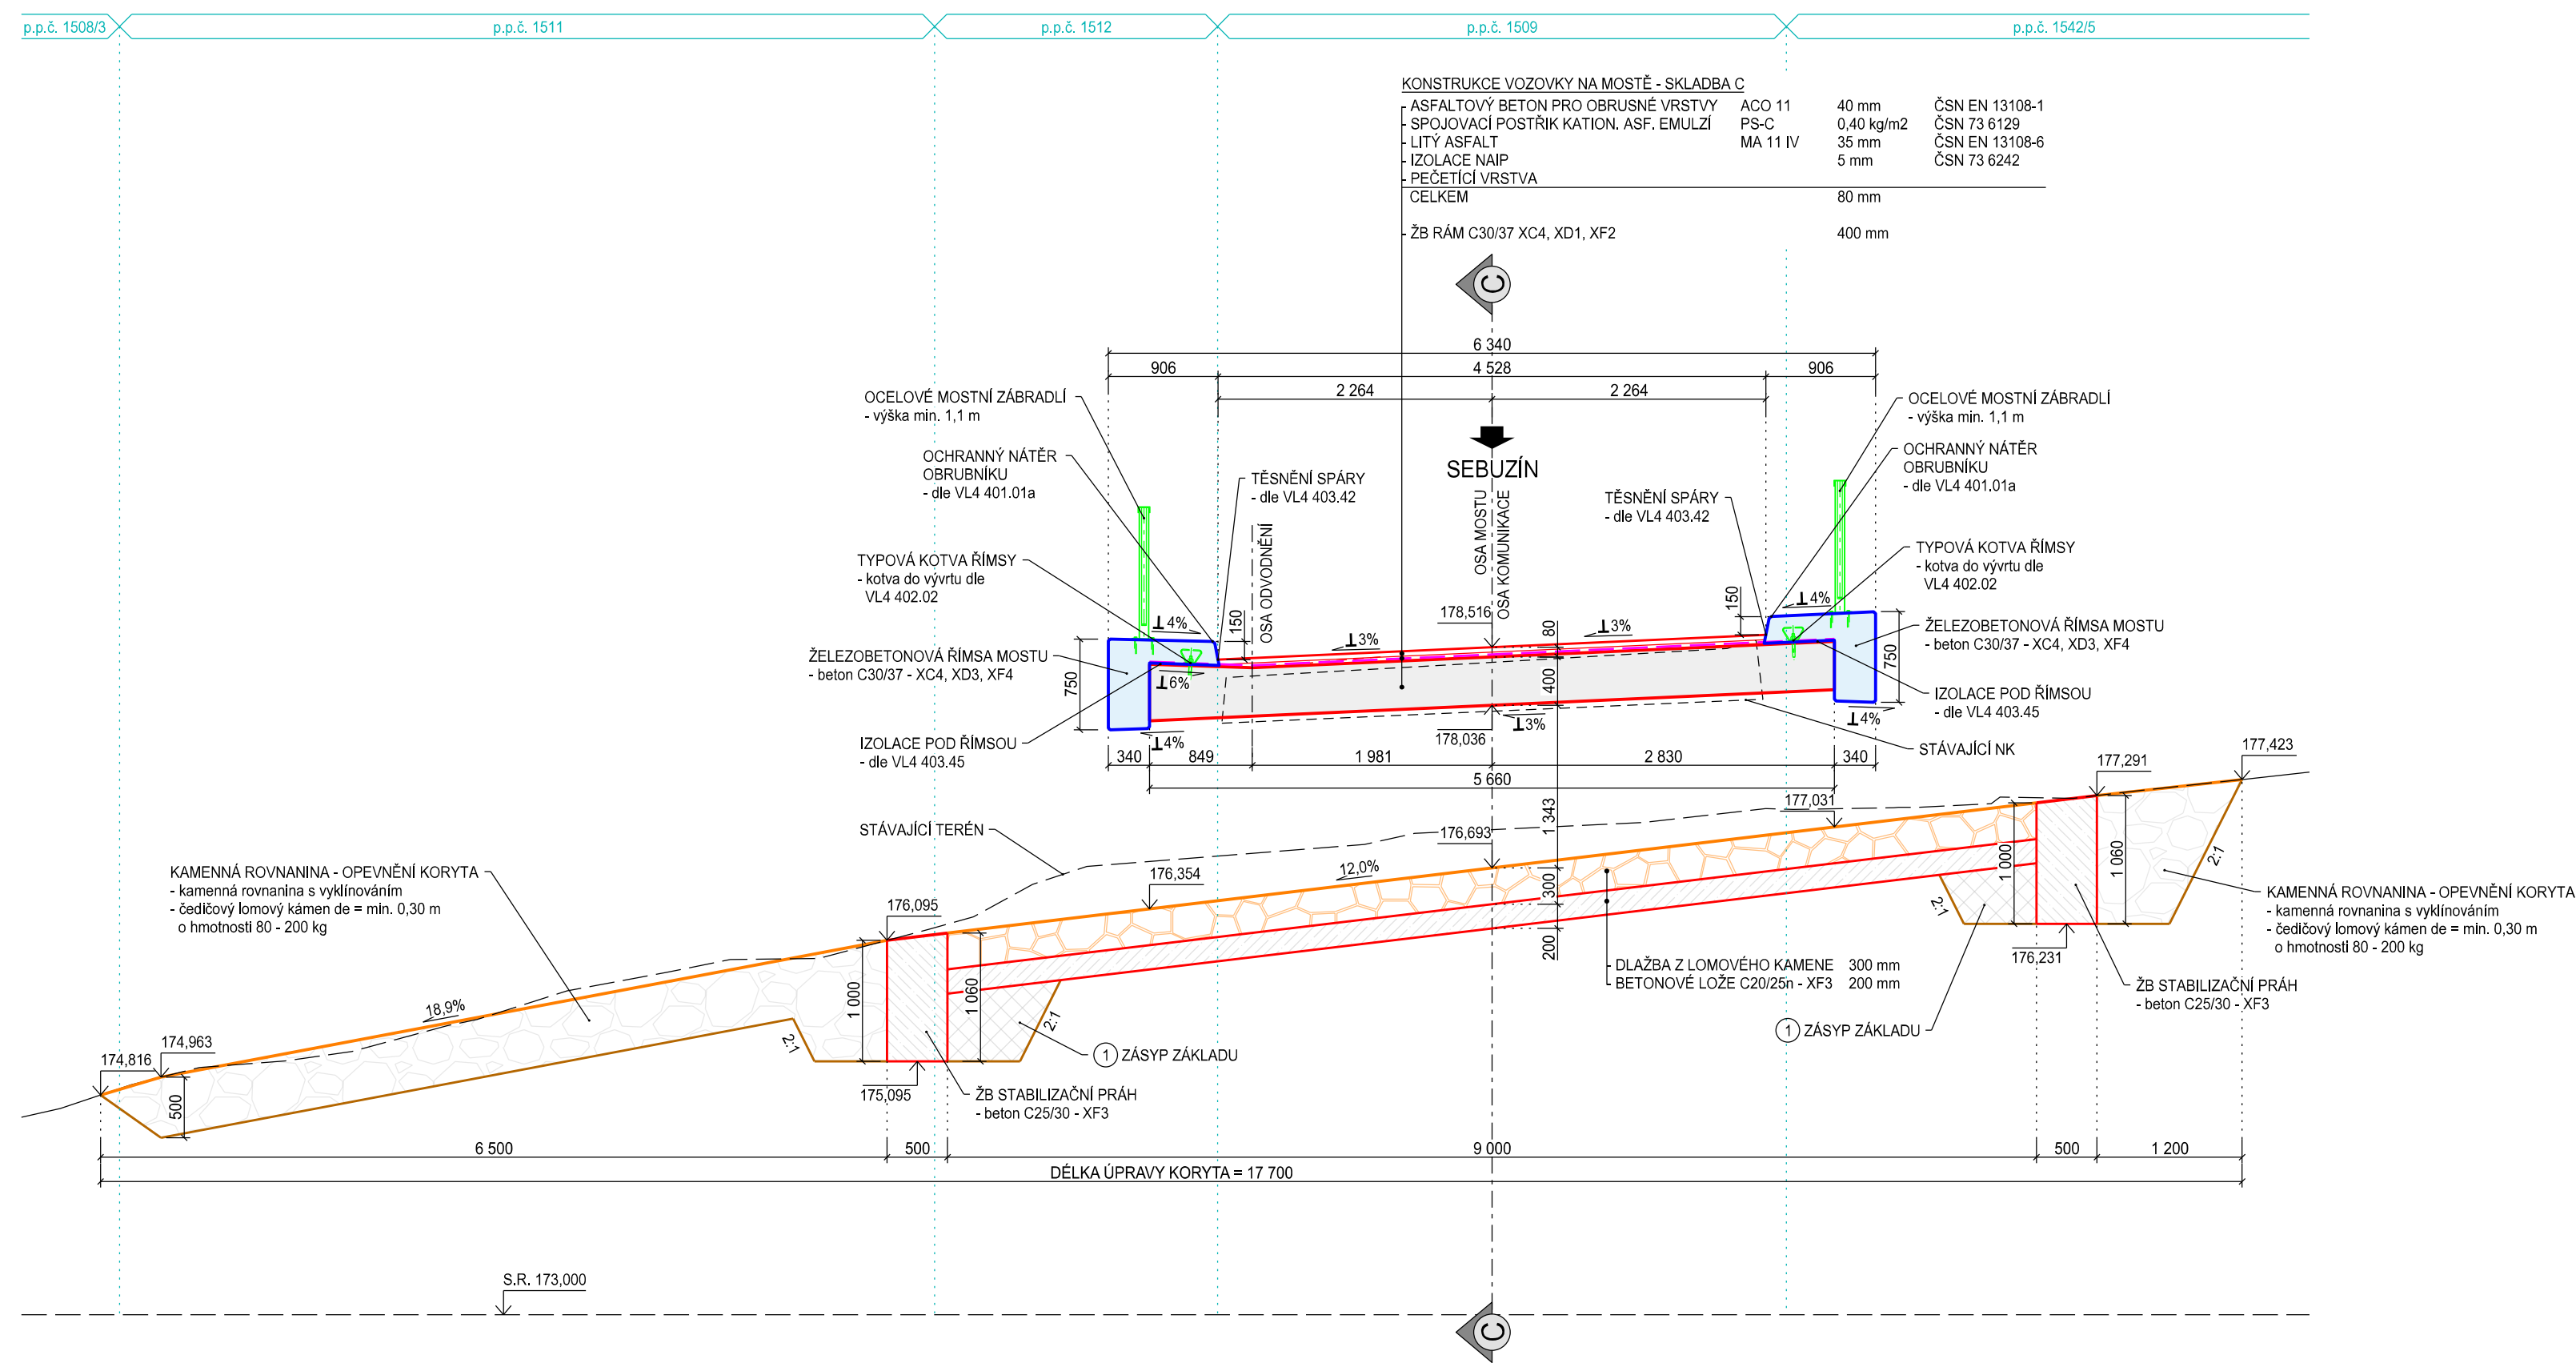 p.p.č. 1508/3
p.p.č. 1511
p.p.č. 1512
p.p.č. 1509
p.p.č. 1542/5
KONSTRUKCE VOZOVKY NA MOSTĚ - SKLADBA C
- ASFALTOVÝ BETON PRO OBRUSNÉ VRSTVY ACO 11 40 mm ČSN EN 13108-1
- SPOJOVACÍ POSTŘIK KATION. ASF. EMULZÍ PS-C 0,40 kg/m2 ČSN 73 6129
- LITÝ ASFALT MA 11 IV 35 mm ČSN EN 13108-6
- IZOLACE NAIP 5 mm ČSN 73 6242
- PEČETÍCÍ VRSTVA
CELKEM 80 mm
- ŽB RÁM C30/37 XC4, XD1, XF2 400 mm
C
6 340
906
4 528
906
2 264
2 264
OCELOVÉ MOSTNÍ ZÁBRADLÍ
- výška min. 1,1 m
OCHRANNÝ NÁTĚR
OBRUBNÍKU
- dle VL4 401.01a
TĚSNĚNÍ SPÁRY
- dle VL4 403.42
TYPOVÁ KOTVA ŘÍMSY
- kotva do vývrtu dle
VL4 402.02
ŽELEZOBETONOVÁ ŘÍMSA MOSTU
- beton C30/37 - XC4, XD3, XF4
IZOLACE POD ŘÍMSOU
- dle VL4 403.45
SEBUZÍN
OSA ODVODNĚNÍ
OSA MOSTU
OSA KOMUNIKACE
TĚSNĚNÍ SPÁRY
- dle VL4 403.42
OCELOVÉ MOSTNÍ ZÁBRADLÍ
- výška min. 1,1 m
OCHRANNÝ NÁTĚR
OBRUBNÍKU
- dle VL4 401.01a
TYPOVÁ KOTVA ŘÍMSY
- kotva do vývrtu dle
VL4 402.02
ŽELEZOBETONOVÁ ŘÍMSA MOSTU
- beton C30/37 - XC4, XD3, XF4
IZOLACE POD ŘÍMSOU
- dle VL4 403.45
STÁVAJÍCÍ NK
750
4%
150
6%
4%
3%
178,516
3%
80
400
150
4%
750
4%
3%
178,036
340
849
1 981
2 830
340
5 660
1 343
STÁVAJÍCÍ TERÉN
176,693
177,031
177,291
177,423
176,354
12,0%
176,095
300
200
1 000
1 060
2:1
2:1
KAMENNÁ ROVNANINA - OPEVNĚNÍ KORYTA
- kamenná rovnanina s vyklínováním
- čedičový lomový kámen de = min. 0,30 m
o hmotnosti 80 - 200 kg
KAMENNÁ ROVNANINA - OPEVNĚNÍ KORYTA
- kamenná rovnanina s vyklínováním
- čedičový lomový kámen de = min. 0,30 m
o hmotnosti 80 - 200 kg
176,231
- DLAŽBA Z LOMOVÉHO KAMENE 300 mm
- BETONOVÉ LOŽE C20/25n - XF3 200 mm
ŽB STABILIZAČNÍ PRÁH
- beton C25/30 - XF3
1 ZÁSYP ZÁKLADU
18,9%
174,816
174,963
500
2:1
1 000
1 060
2:1
175,095
1 ZÁSYP ZÁKLADU
ŽB STABILIZAČNÍ PRÁH
- beton C25/30 - XF3
6 500
500
9 000
500
1 200
DÉLKA ÚPRAVY KORYTA = 17 700
S.R. 173,000
C